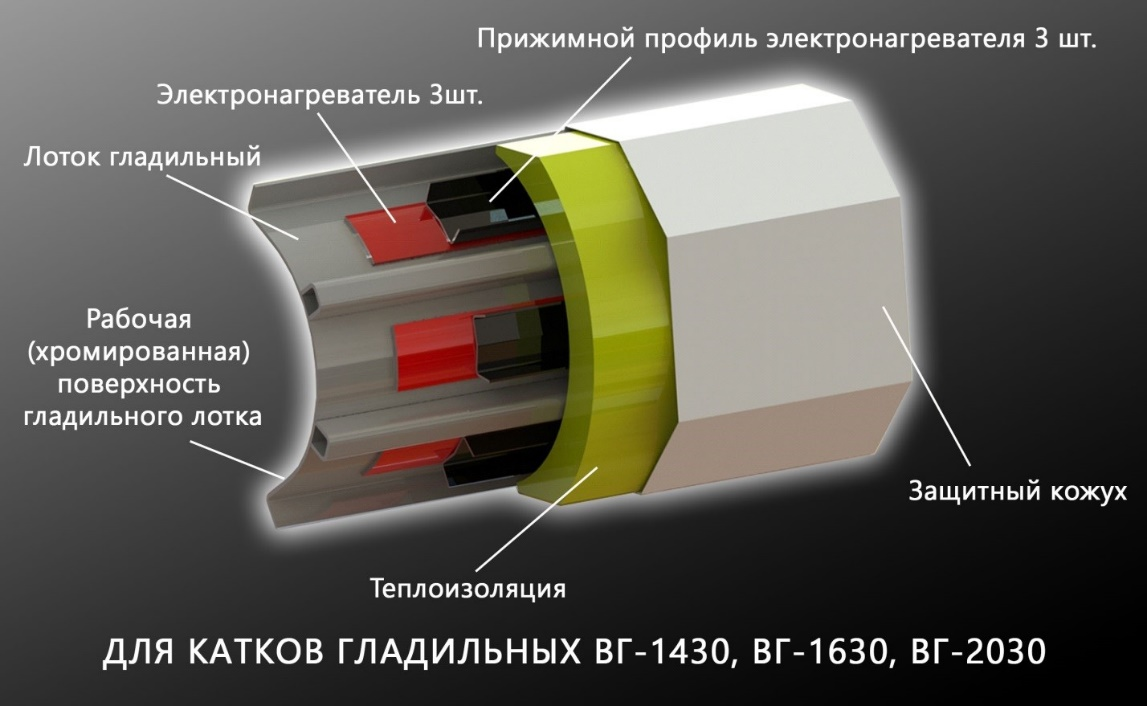 Прижимной профиль электронагревателя 3 шт.
Электронагреватель 3шт.
Лоток гладильный
Рабочая
(хромированная)
поверхность
гладильного лотка
Защитный кожух
Теплоизоляция
ДЛЯ КАТКОВ ГЛАДИЛЬНЫХ ВГ-1430, ВГ-1630, ВГ-2030